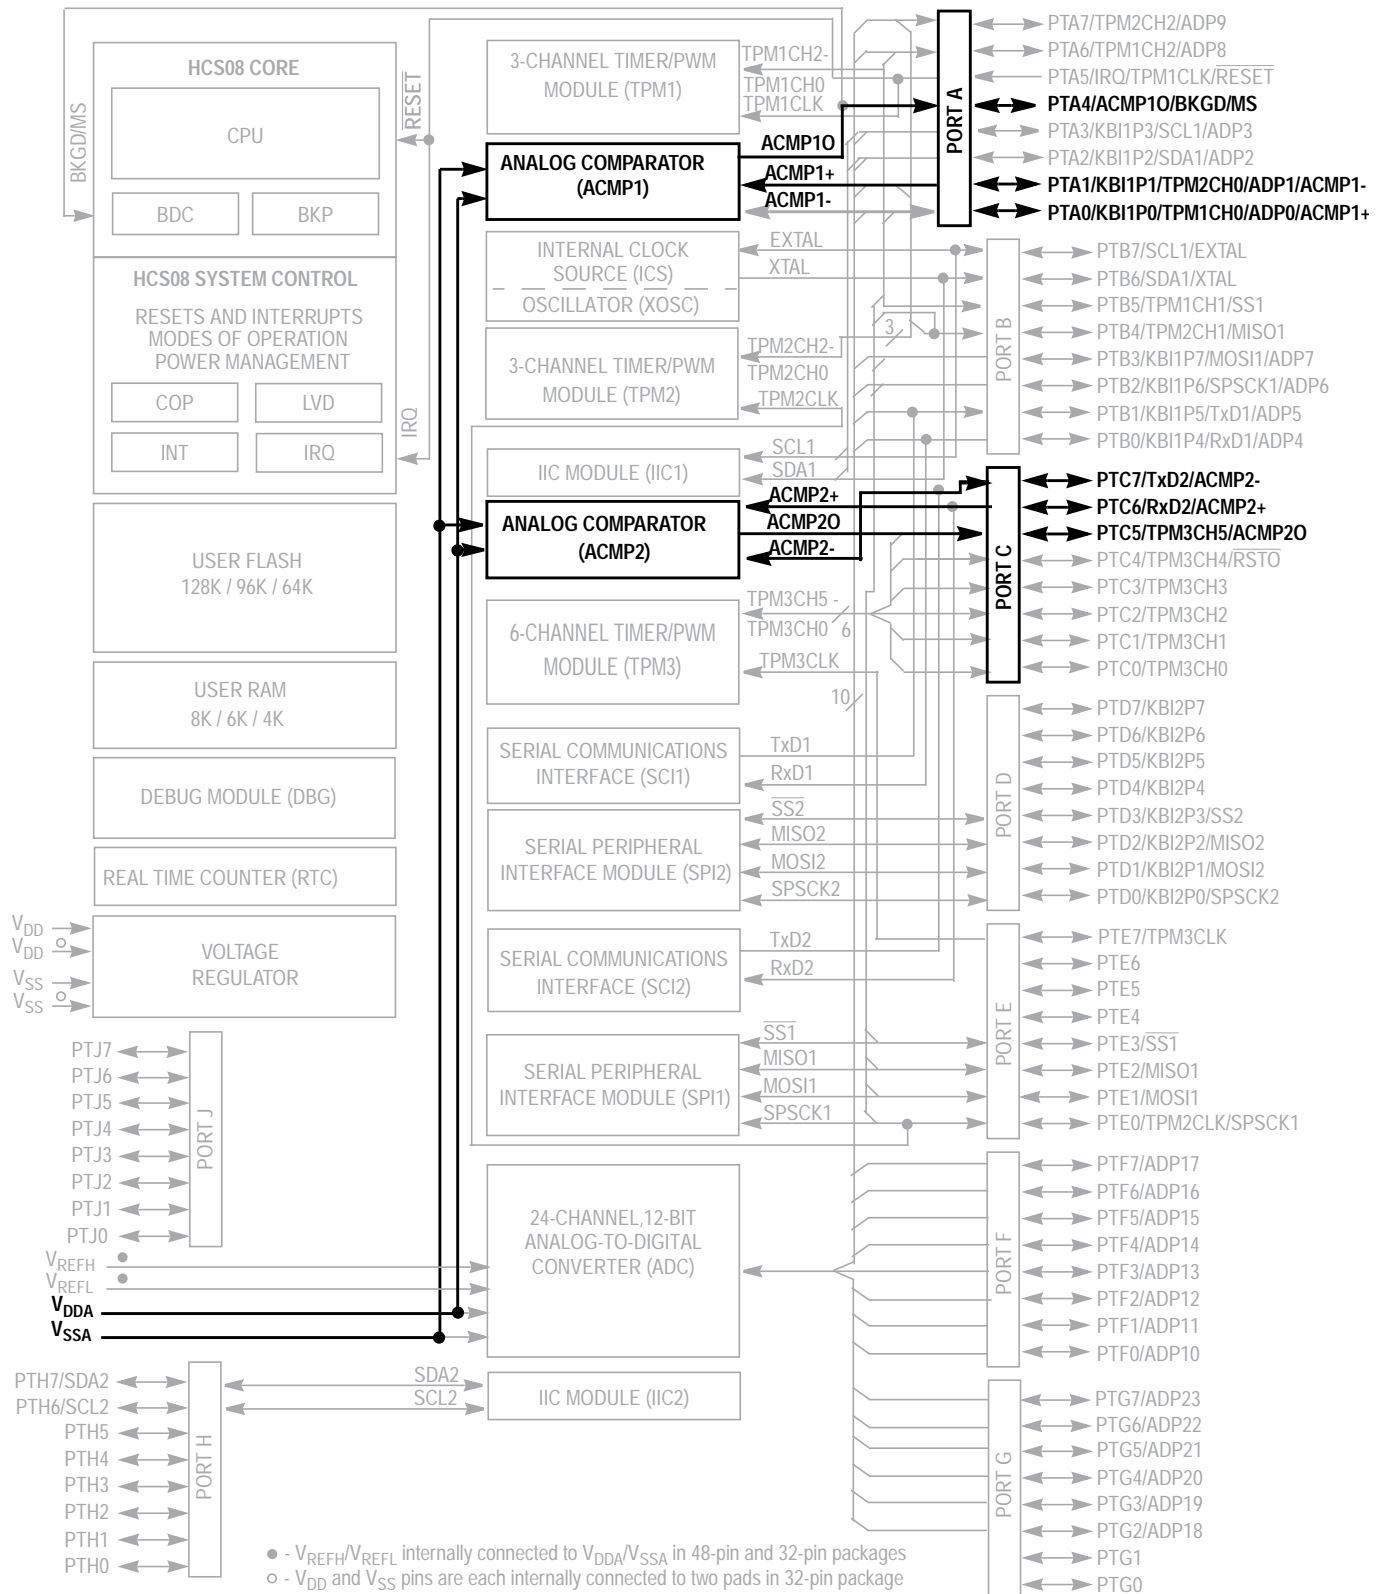 HCS08 CORE
CPU
BDC
BKP
BKGD/MS
RESET
IRQ
HCS08 SYSTEM CONTROL
RESETS AND INTERRUPTS
MODES OF OPERATION
POWER MANAGEMENT
COP
LVD
INT
IRQ
USER FLASH
128K / 96K / 64K
USER RAM
8K / 6K / 4K
DEBUG MODULE (DBG)
REAL TIME COUNTER (RTC)
VDD
VDD
VSS
VSS
VOLTAGE
REGULATOR
PTJ7
PTJ6
PTJ5
PTJ4
PTJ3
PTJ2
PTJ1
PTJ0
PORT J
VREFH
VREFL
VDDA
VSSA
PTH7/SDA2
PTH6/SCL2
PTH5
PTH4
PTH3
PTH2
PTH1
PTH0
PORT H
3-CHANNEL TIMER/PWM
MODULE (TPM1)
TPM1CH2-
TPM1CH0
TPM1CLK
ANALOG COMPARATOR
(ACMP1)
ACMP1O
ACMP1+
ACMP1-
INTERNAL CLOCK
SOURCE (ICS)
OSCILLATOR (XOSC)
EXTAL
XTAL
3-CHANNEL TIMER/PWM
MODULE (TPM2)
TPM2CH2-
TPM2CH0
TPM2CLK
3
IIC MODULE (IIC1)
SCL1
SDA1
ANALOG COMPARATOR
(ACMP2)
ACMP2+
ACMP2O
ACMP2-
6-CHANNEL TIMER/PWM
MODULE (TPM3)
TPM3CH5 -
TPM3CH0
6
TPM3CLK
10
SERIAL COMMUNICATIONS
INTERFACE (SCI1)
TxD1
RxD1
SERIAL PERIPHERAL
INTERFACE MODULE (SPI2)
SS2
MISO2
MOSI2
SPSCK2
SERIAL COMMUNICATIONS
INTERFACE (SCI2)
TxD2
RxD2
SERIAL PERIPHERAL
INTERFACE MODULE (SPI1)
SS1
MISO1
MOSI1
SPSCK1
24-CHANNEL,12-BIT
ANALOG-TO-DIGITAL
CONVERTER (ADC)
IIC MODULE (IIC2)
SDA2
SCL2
PORT A
PTA7/TPM2CH2/ADP9
PTA6/TPM1CH2/ADP8
PTA5/IRQ/TPM1CLK/RESET
PTA4/ACMP1O/BKGD/MS
PTA3/KBI1P3/SCL1/ADP3
PTA2/KBI1P2/SDA1/ADP2
PTA1/KBI1P1/TPM2CH0/ADP1/ACMP1-
PTA0/KBI1P0/TPM1CH0/ADP0/ACMP1+
PORT B
PTB7/SCL1/EXTAL
PTB6/SDA1/XTAL
PTB5/TPM1CH1/SS1
PTB4/TPM2CH1/MISO1
PTB3/KBI1P7/MOSI1/ADP7
PTB2/KBI1P6/SPSCK1/ADP6
PTB1/KBI1P5/TxD1/ADP5
PTB0/KBI1P4/RxD1/ADP4
PORT C
PTC7/TxD2/ACMP2-
PTC6/RxD2/ACMP2+
PTC5/TPM3CH5/ACMP2O
PTC4/TPM3CH4/RSTO
PTC3/TPM3CH3
PTC2/TPM3CH2
PTC1/TPM3CH1
PTC0/TPM3CH0
PORT D
PTD7/KBI2P7
PTD6/KBI2P6
PTD5/KBI2P5
PTD4/KBI2P4
PTD3/KBI2P3/SS2
PTD2/KBI2P2/MISO2
PTD1/KBI2P1/MOSI2
PTD0/KBI2P0/SPSCK2
PORT E
PTE7/TPM3CLK
PTE6
PTE5
PTE4
PTE3/SS1
PTE2/MISO1
PTE1/MOSI1
PTE0/TPM2CLK/SPSCK1
PORT F
PTF7/ADP17
PTF6/ADP16
PTF5/ADP15
PTF4/ADP14
PTF3/ADP13
PTF2/ADP12
PTF1/ADP11
PTF0/ADP10
PORT G
PTG7/ADP23
PTG6/ADP22
PTG5/ADP21
PTG4/ADP20
PTG3/ADP19
PTG2/ADP18
PTG1
PTG0
● - VREFH/VREFL internally connected to VDDA/VSSA in 48-pin and 32-pin packages
○ - VDD and VSS pins are each internally connected to two pads in 32-pin package